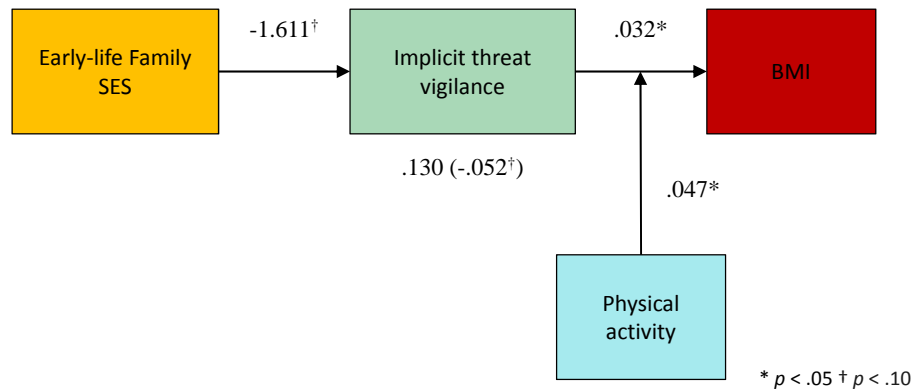 -1.611†
.032*
Early-life Family
SES
Implicit threat
vigilance
BMI
.130 (-.052†)
.047*
Physical
activity
* p < .05 † p < .10